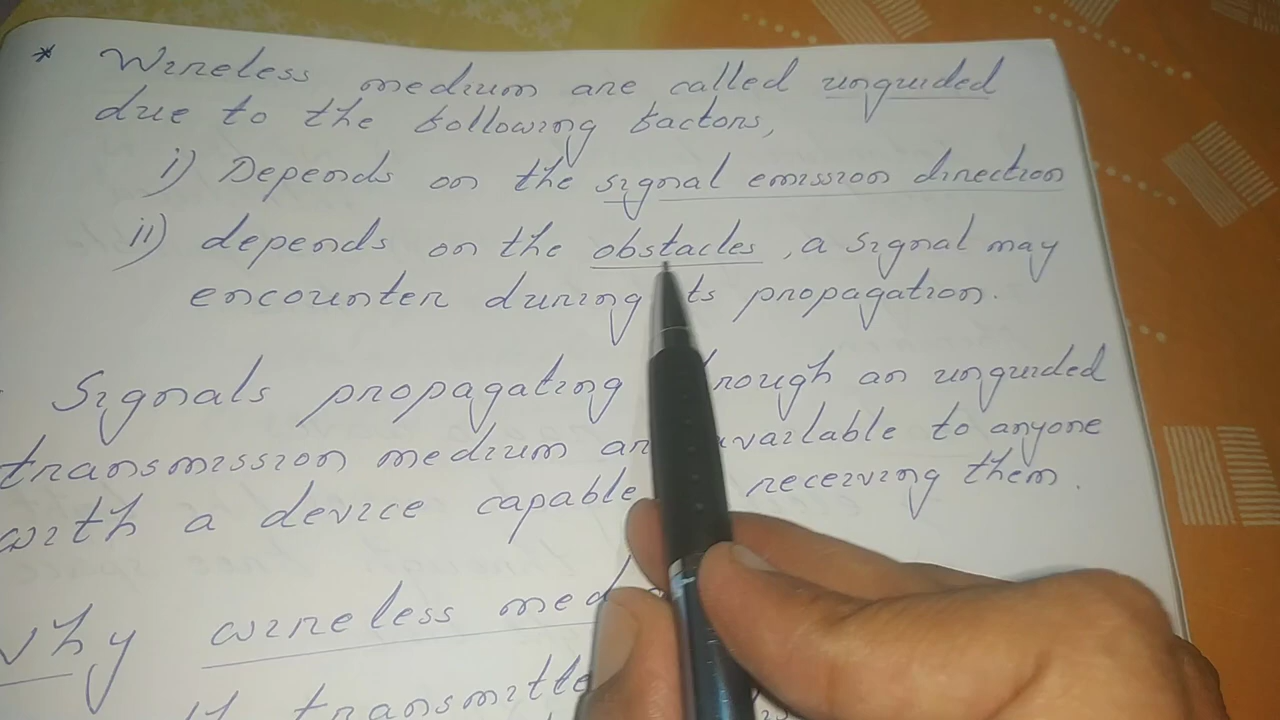 * Wireless medium are called unguided
due to the following factors,
i) Depends on the signal emission direction
ii) depends on the obstacles, a signal may
encounter during its propagation.
Signals propagating through an unguided
transmission medium are available to anyone
with a device capable receiving them.
Why wireless med
transmitte